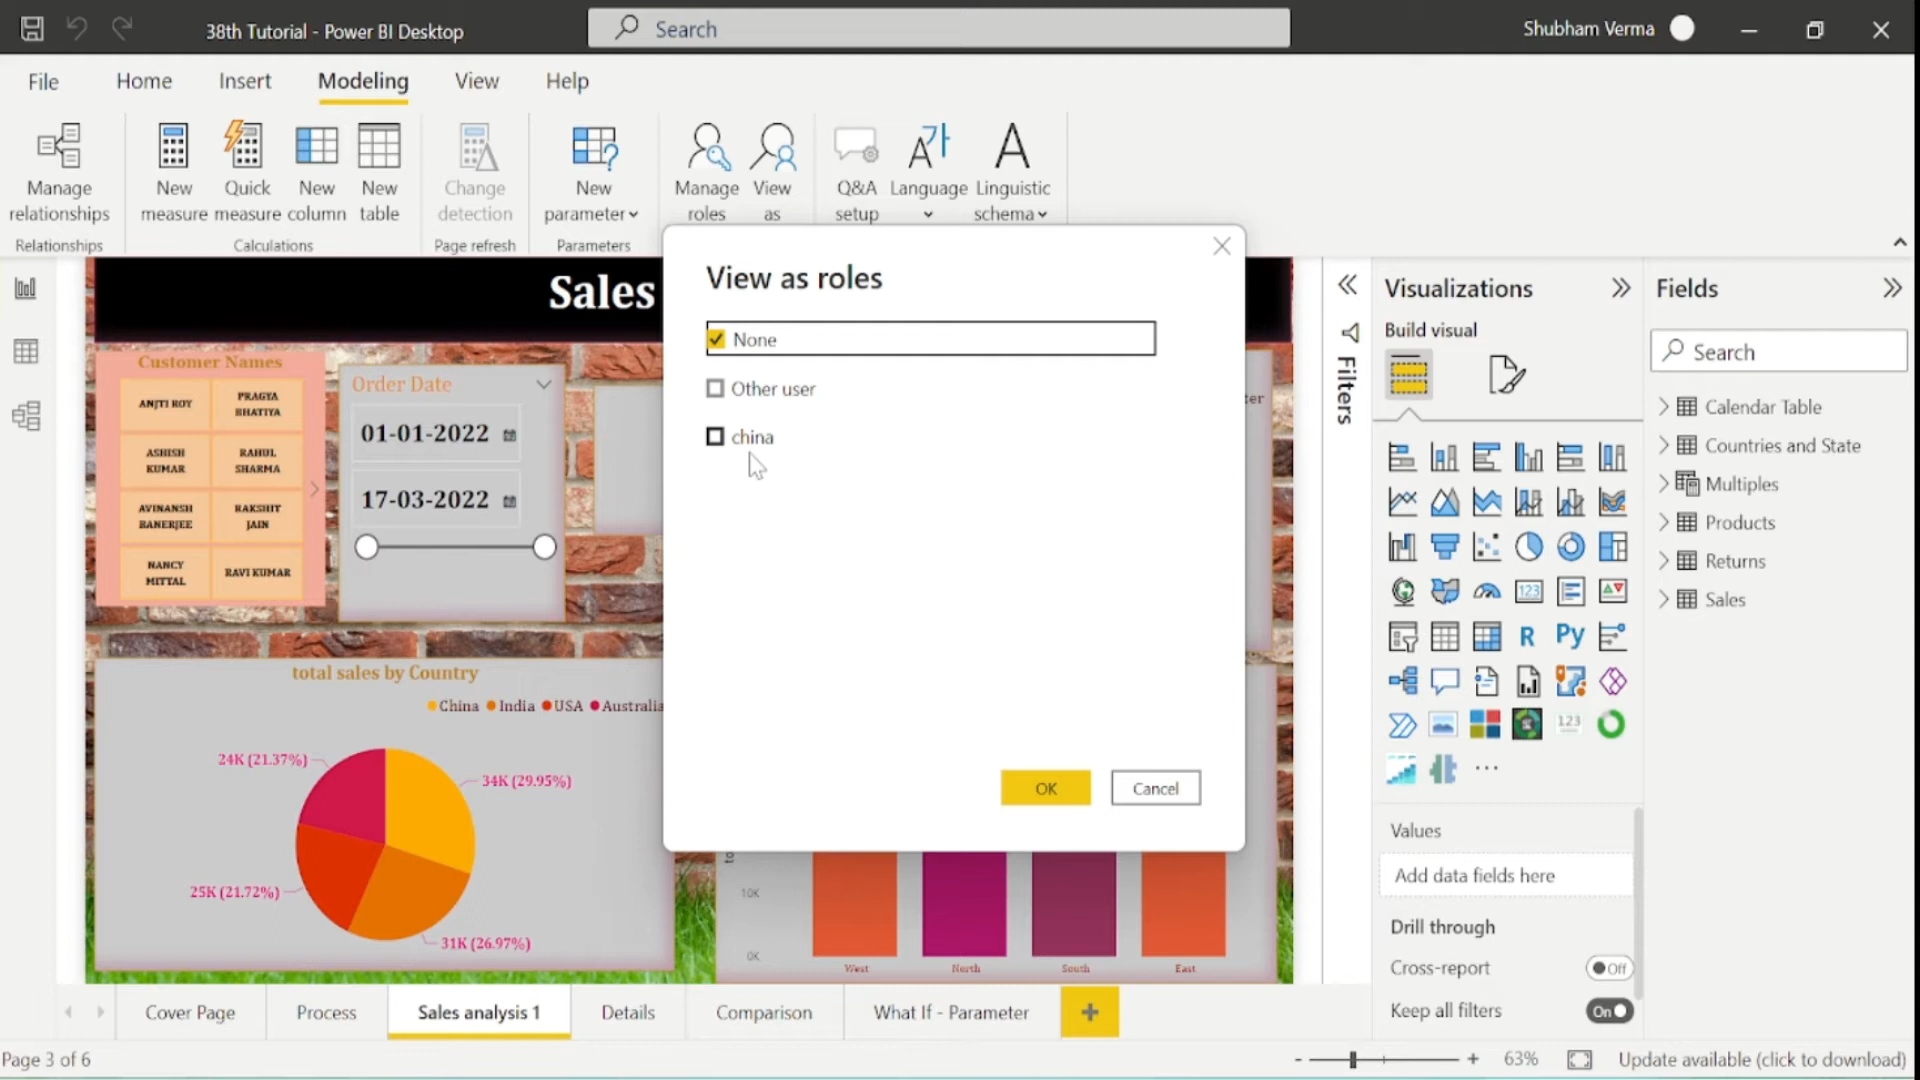 38th Tutorial - Power BI Desktop
Search
Shubham Verma
File
Home
Insert
Modeling
View
Help
Manage
relationships
New
measure
Quick
measure
New
column
New
table
Change
detection
New
parameter
Manage
roles
View
as
Q&A
setup
Language
Linguistic
schema
Relationships
Calculations
Page refresh
Parameters
Sales
Customer Names
ANJTI ROY
PRAGYA
BHATIYA
ASHISH
KUMAR
RAHUL
SHARMA
AVINANSH
BANERJEE
RAKSHIT
JAIN
NANCY
MITTAL
RAVI KUMAR
Order Date
01-01-2022
17-03-2022
total sales by Country
China
India
USA
Australia
24K (21.37%)
34K (29.95%)
25K (21.72%)
31K (26.97%)
View as roles
None
Other user
china
OK
Cancel
to
10K
0K
West
North
South
East
ter
Filters
Visualizations
Build visual
123
R
Py
123
...
Values
Add data fields here
Drill through
Cross-report
Off
Keep all filters
On
Fields
Search
Calendar Table
Countries and State
Multiples
Products
Returns
Sales
Cover Page
Process
Sales analysis 1
Details
Comparison
What If - Parameter
+
Page 3 of 6
- + 63%
Update available (click to download)